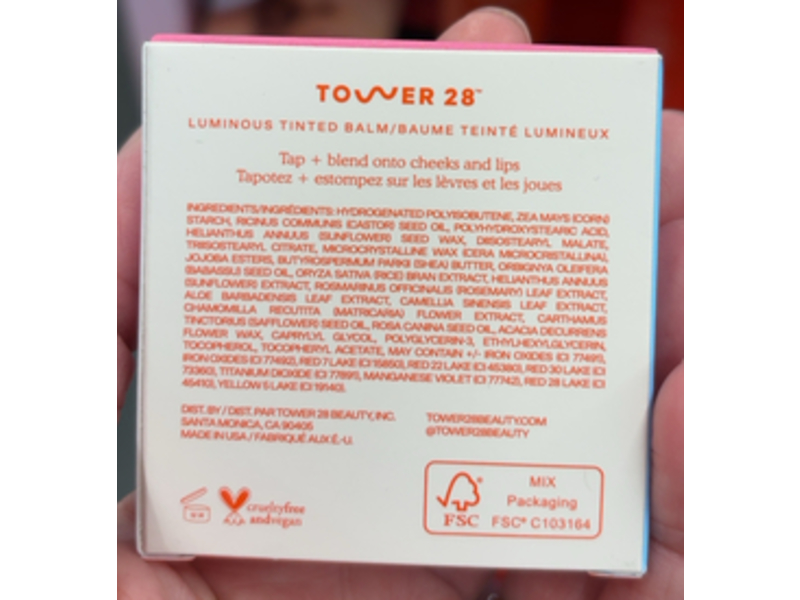 TOWER 28™
LUMINOUS TINTED BALM/BAUME TEINTÉ LUMINEUX
Tap + blend onto cheeks and lips
Tapotez + estompez sur les lèvres et les joues
INGREDIENTS/INGRÉDIENTS: HYDROGENATED POLYISOBUTENE, ZEA MAYS (CORN)
STARCH, RICINUS COMMUNIS (CASTOR) SEED OIL, POLYHYDROXYSTEARIC ACID,
HELIANTHUS ANNUUS (SUNFLOWER) SEED WAX, DIISOSTEARYL MALATE,
TRIISOSTEARYL CITRATE, MICROCRYSTALLINE WAX (CERA MICROCRISTALLINA),
JOJOBA ESTERS, BUTYROSPERMUM PARKII (SHEA) BUTTER, ORBIGNYA OLEIFERA
(BABASSU) SEED OIL, ORYZA SATIVA (RICE) BRAN EXTRACT, HELIANTHUS ANNUUS
(SUNFLOWER) EXTRACT, ROSMARINUS OFFICINALIS (ROSEMARY) LEAF EXTRACT,
ALOE BARBADENSIS LEAF EXTRACT, CAMELLIA SINENSIS LEAF EXTRACT,
CHAMOMILLA RECUTITA (MATRICARIA) FLOWER EXTRACT, CARTHAMUS
TINCTORIUS (SAFFLOWER) SEED OIL, ROSA CANINA SEED OIL, ACACIA DECURRENS
FLOWER WAX, CAPRYLYL GLYCOL, POLYGLYCERIN-3, ETHYLHEXYLGLYCERIN,
TOCOPHEROL, TOCOPHERYL ACETATE, MAY CONTAIN +/- IRON OXIDES (CI 77491),
IRON OXIDES (CI 77492), RED 7 LAKE (CI 15850), RED 22 LAKE (CI 45380), RED 30 LAKE (CI
73360), TITANIUM DIOXIDE (CI 77891), MANGANESE VIOLET (CI 77742), RED 28 LAKE (CI
45410), YELLOW 5 LAKE (CI 19140).
DIST. BY / DIST. PAR TOWER 28 BEAUTY, INC.
SANTA MONICA, CA 90405
MADE IN USA / FABRIQUÉ AUX É.-U.
TOWER28BEAUTY.COM
@TOWER28BEAUTY
crueltyfree
andvegan
FSC
MIX
Packaging
FSC® C103164